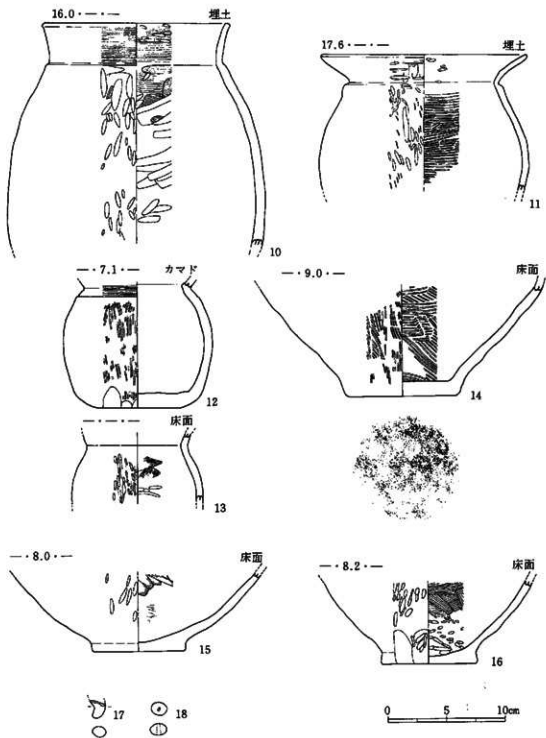 16.0—・— 埋土
10
17.6—・— 埋土
11
—・7.1・— カマド
12
—・9.0・— 床面
14
—・—・— 床面
13
—・8.0・— 床面
15
—・8.2・— 床面
16
17
18
0 5 10cm